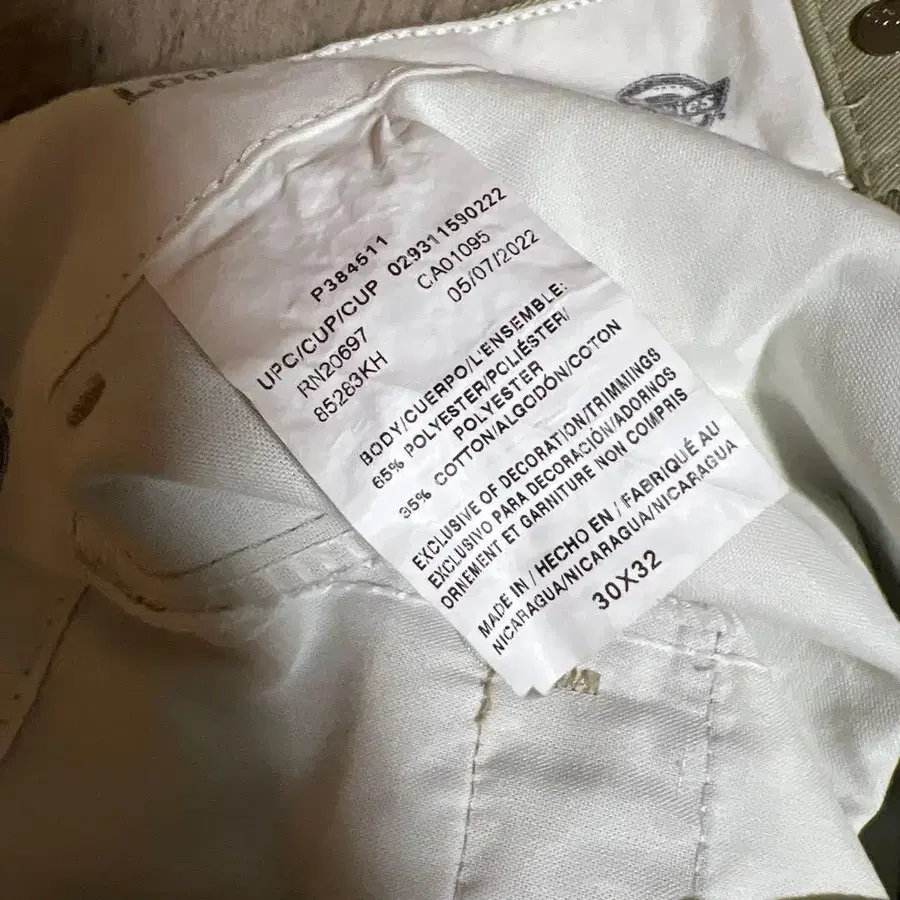 P384511
UPC/CUP/CUP 029311590222
RN20697 CA01095
85283KH 05/07/2022
BODY/CUERPO/L'ENSEMBLE:
65% POLYESTER/POLIÉSTER/
POLYESTER
35% COTTON/ALGODÓN/COTON
EXCLUSIVE OF DECORATION/TRIMMINGS
EXCLUSIVO PARA DECORACIÓN/ADORINOS
ORNEMENT ET GARNITURE NON COMPRIS
MADE IN / HECHO EN / FABRIQUÉ AU
NICARAGUA/NICARAGUA/NICARAGUA
30X32